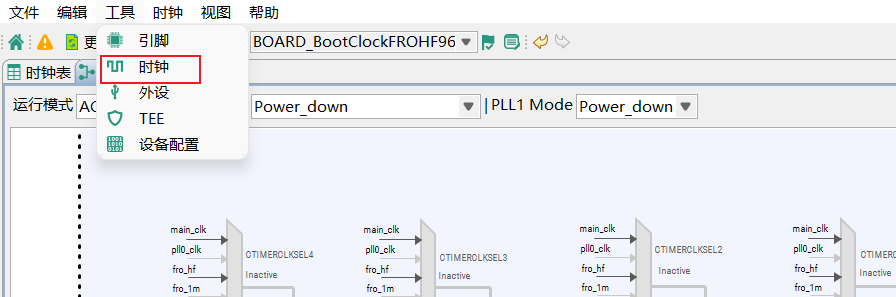 文件 编辑 工具 时钟 视图 帮助
更 BOARD_BootClockFROHF96
引脚
时钟
外设
TEE
设备配置
时钟表
运行模式 AC Power_down | PLL1 Mode Power_down
main_clk main_clk main_clk main_clk
pll0_clk pll0_clk pll0_clk pll0_clk
CTIMERCLKSEL4 CTIMERCLKSEL3 CTIMERCLKSEL2
fro_hf fro_hf fro_hf fro_hf
Inactive Inactive Inactive
fro_1m fro_1m fro_1m fro_1m